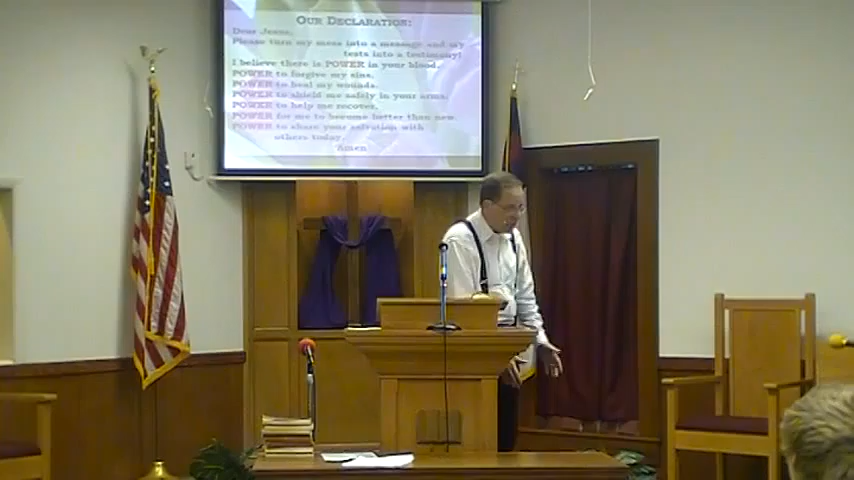 OUR DECLARATION:
Dear Jesus,
Please turn my mess into a message and my
tests into a testimony!
I believe there is POWER in your blood.
POWER to forgive my sins.
POWER to heal my wounds.
POWER to shield me safely in your arms.
POWER to help me recover.
POWER for me to become better than new.
POWER to share your salvation with
others today.
Amen